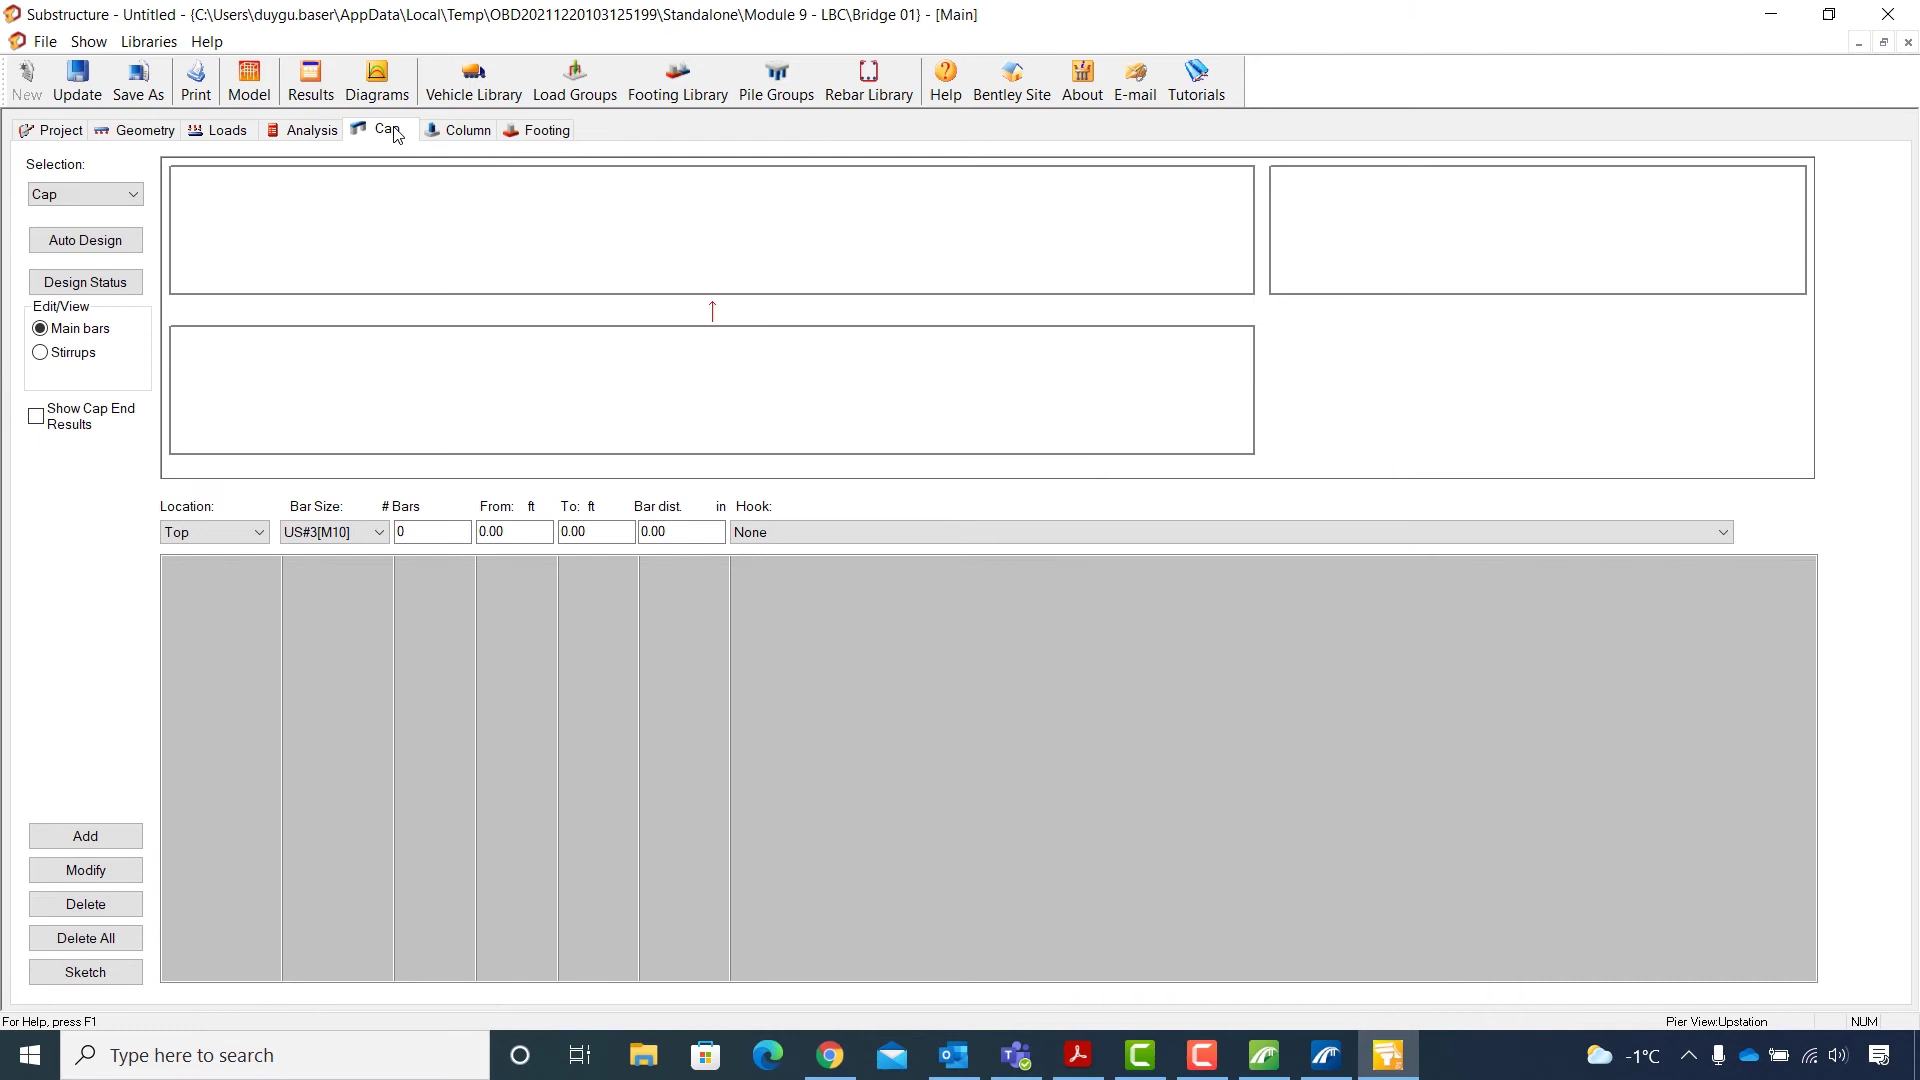 Substructure - Untitled - {C:\Users\duygu.baser\AppData\Local\Temp\OBD20211220103125199\Standalone\Module 9 - LBC\Bridge 01} - [Main]
File Show Libraries Help
New Update Save As Print Model Results Diagrams Vehicle Library Load Groups Footing Library Pile Groups Rebar Library Help Bentley Site About E-mail Tutorials
Project Geometry Loads Analysis Cap Column Footing
Selection:
Cap
Auto Design
Design Status
Edit/View
Main bars
Stirrups
Show Cap End
Results
Location: Bar Size: # Bars From: ft To: ft Bar dist. in Hook:
Top US#3[M10] 0 0.00 0.00 0.00 None
Add
Modify
Delete
Delete All
Sketch
For Help, press F1 Pier View:Upstation NUM
Type here to search -1°C